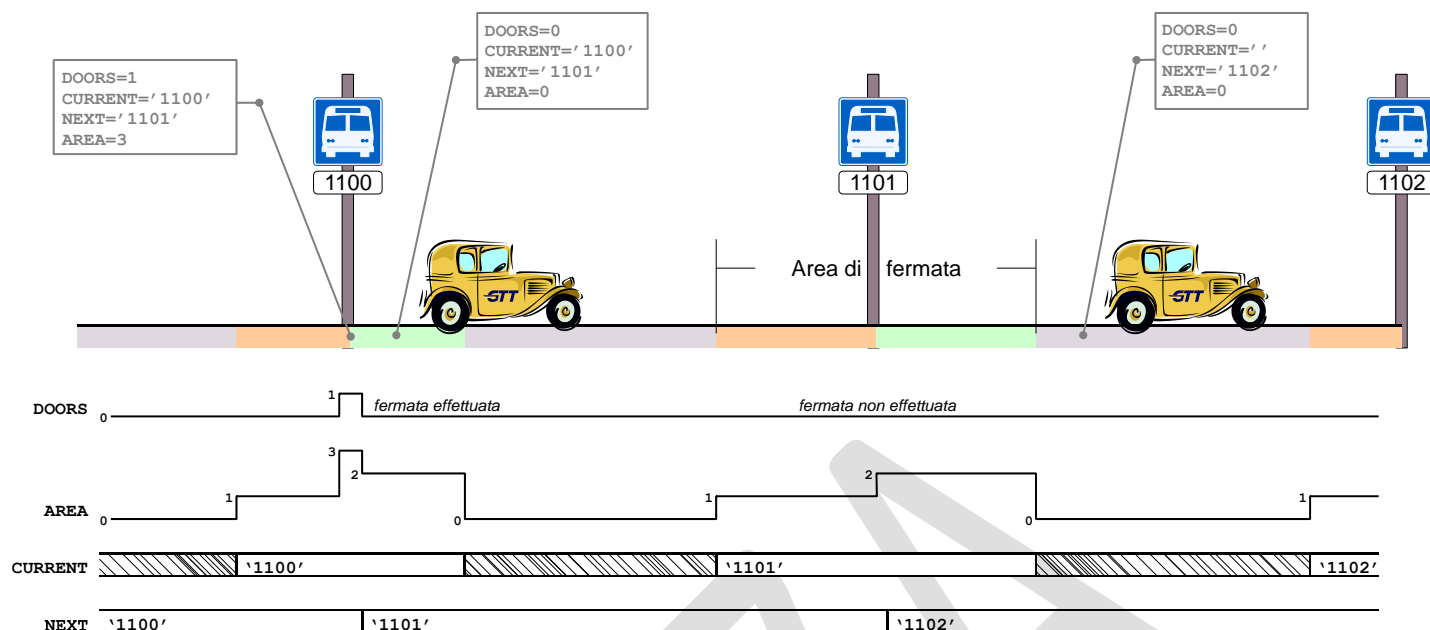 DOORS=1
CURRENT='1100'
NEXT='1101'
AREA=3
DOORS=0
CURRENT='1100'
NEXT='1101'
AREA=0
DOORS=0
CURRENT=''
NEXT='1102'
AREA=0
1100
1101
1102
Area di fermata
GTT
GTT
DOORS 0 1 fermata effettuata fermata non effettuata
AREA 0 1 3 2 0 1 2 0 1
CURRENT '1100' '1101' '1102'
NEXT '1100' '1101' '1102'